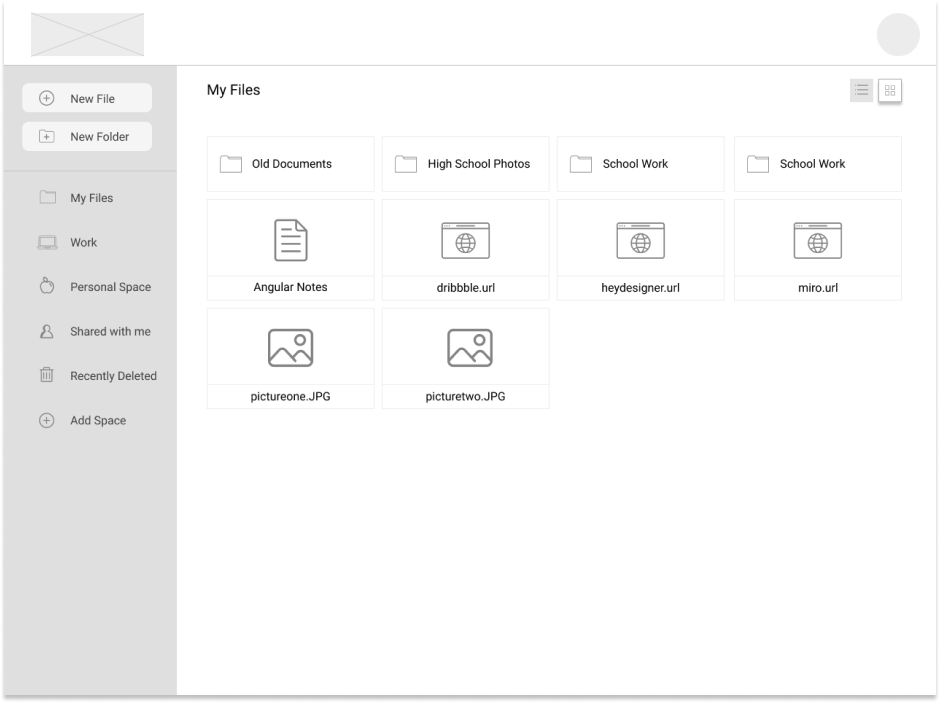 New File
New Folder
My Files
Work
Personal Space
Shared with me
Recently Deleted
Add Space
My Files
Old Documents
High School Photos
School Work
School Work
Angular Notes
dribbble.url
heydesigner.url
miro.url
pictureone.JPG
picturetwo.JPG